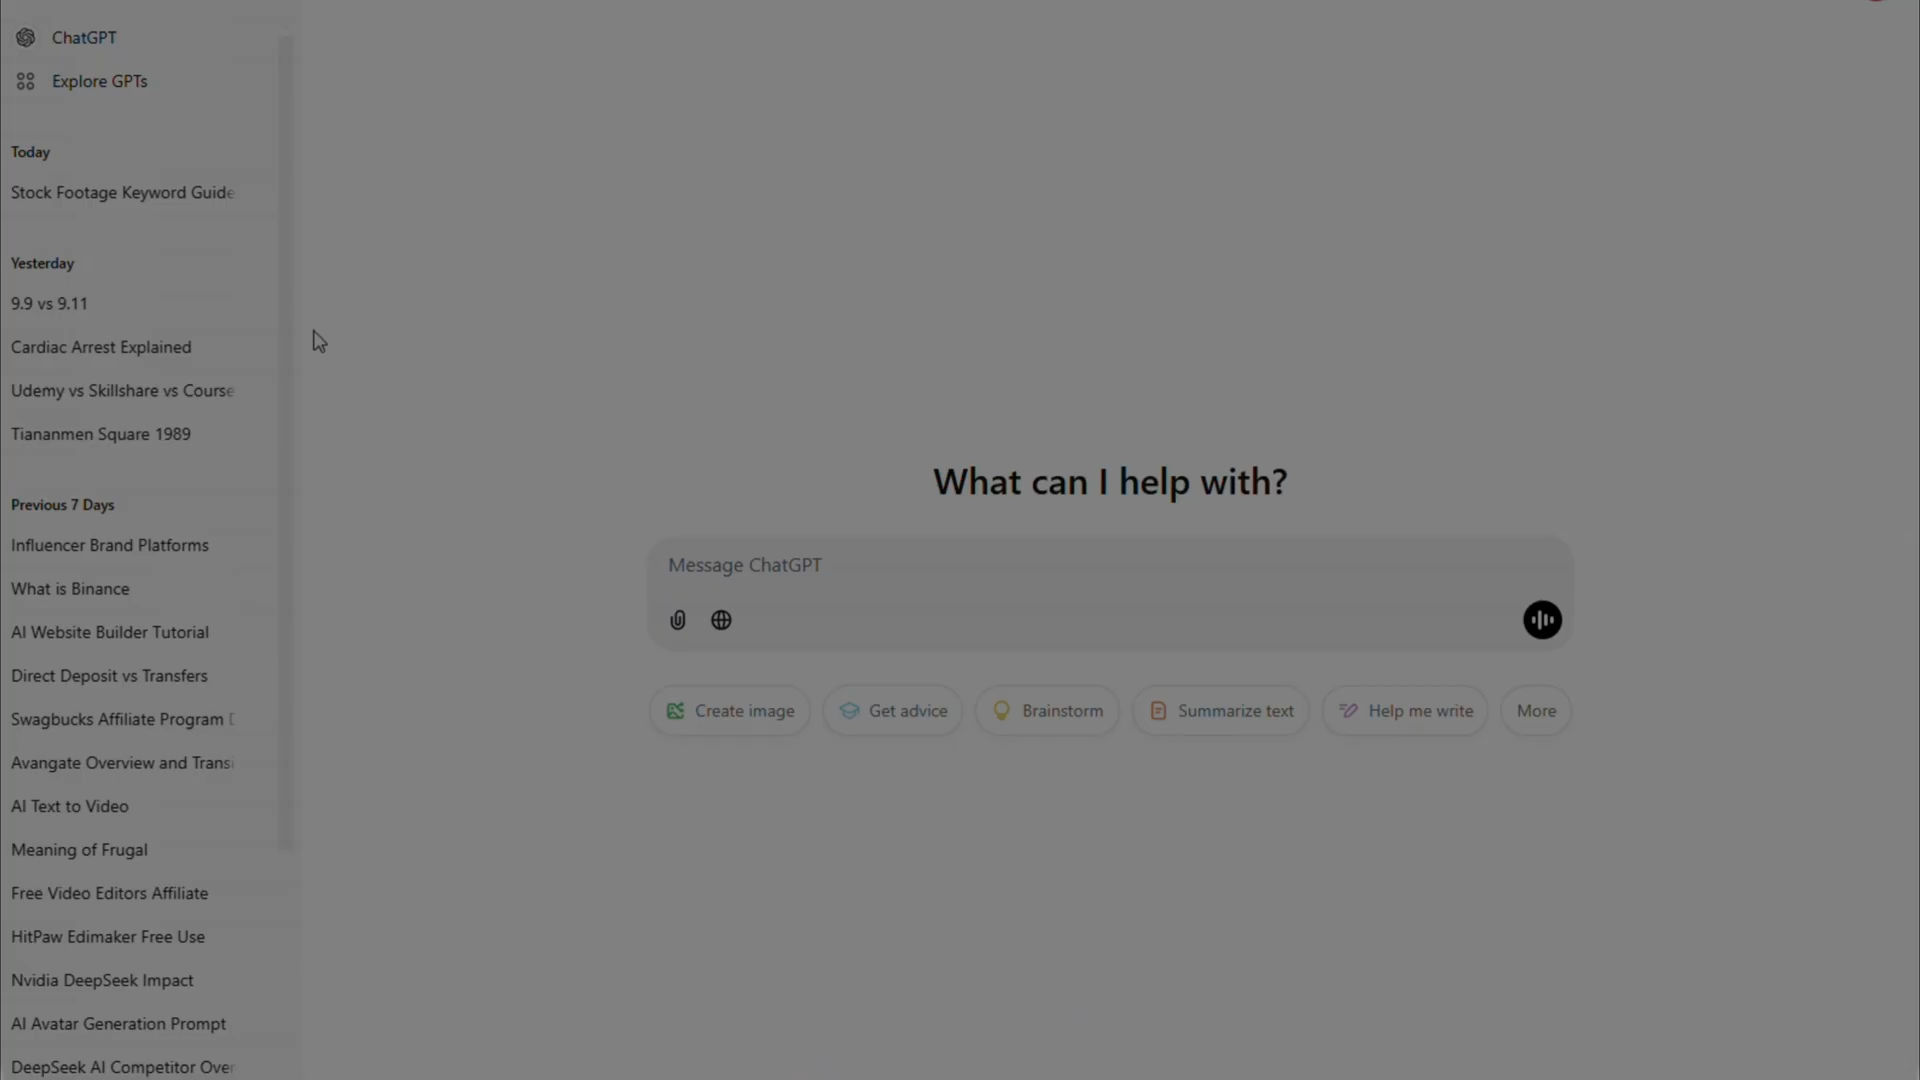 ChatGPT
Explore GPTs
Today
Stock Footage Keyword Guide
Yesterday
9.9 vs 9.11
Cardiac Arrest Explained
Udemy vs Skillshare vs Course
Tiananmen Square 1989
Previous 7 Days
Influencer Brand Platforms
What is Binance
AI Website Builder Tutorial
Direct Deposit vs Transfers
Swagbucks Affiliate Program
Avangate Overview and Transi
AI Text to Video
Meaning of Frugal
Free Video Editors Affiliate
HitPaw Edimaker Free Use
Nvidia DeepSeek Impact
AI Avatar Generation Prompt
DeepSeek AI Competitor Over
What can I help with?
Message ChatGPT
Create image
Get advice
Brainstorm
Summarize text
Help me write
More